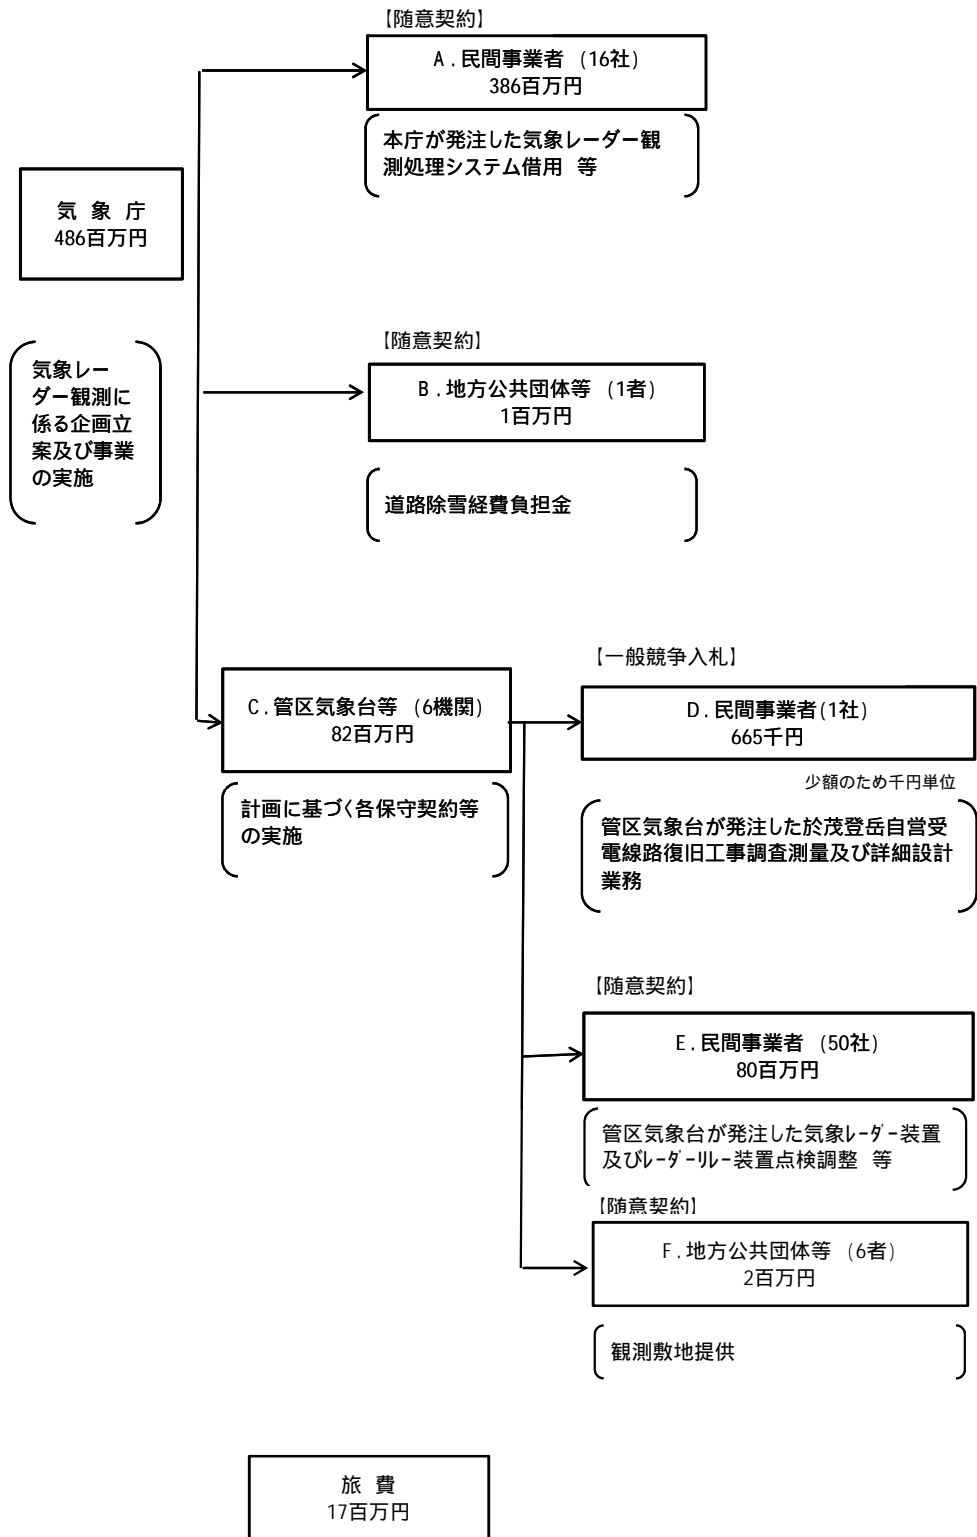 【随意契約】
A.民間事業者 (16社)
386百万円
本庁が発注した気象レーダー観
測処理システム借用 等
気 象 庁
486百万円
気象レー
ダー観測に
係る企画立
案及び事業
の実施
【随意契約】
B.地方公共団体等 (1者)
1百万円
道路除雪経費負担金
C.管区気象台等 (6機関)
82百万円
計画に基づく各保守契約等
の実施
【一般競争入札】
D.民間事業者(1社)
665千円
少額のため千円単位
管区気象台が発注した於茂登岳自営受
電線路復旧工事調査測量及び詳細設計
業務
【随意契約】
E.民間事業者 (50社)
80百万円
管区気象台が発注した気象ﾚｰﾀﾞｰ装置
及びﾚｰﾀﾞｰﾘﾚｰ装置点検調整 等
【随意契約】
F.地方公共団体等 (6者)
2百万円
観測敷地提供
旅 費
17百万円